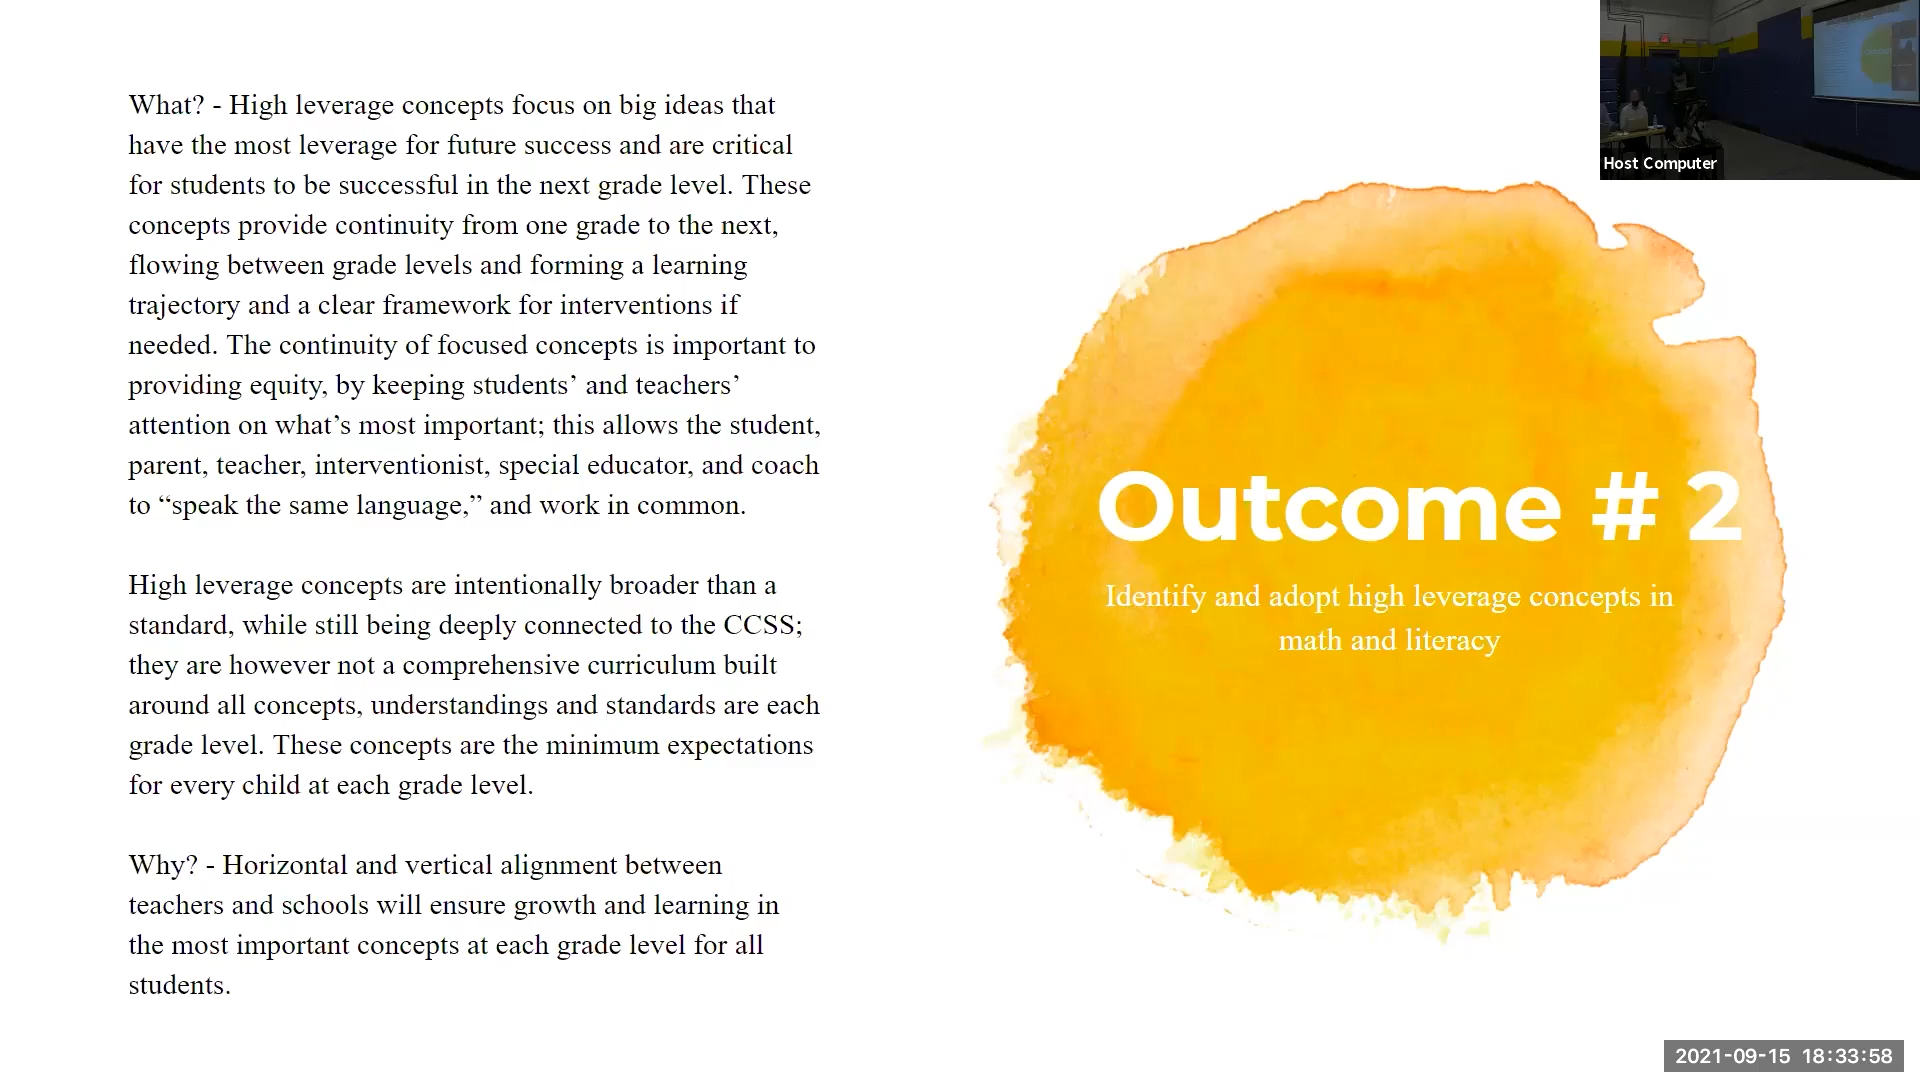 What? - High leverage concepts focus on big ideas that
have the most leverage for future success and are critical
for students to be successful in the next grade level. These
concepts provide continuity from one grade to the next,
flowing between grade levels and forming a learning
trajectory and a clear framework for interventions if
needed. The continuity of focused concepts is important to
providing equity, by keeping students’ and teachers’
attention on what’s most important; this allows the student,
parent, teacher, interventionist, special educator, and coach
to “speak the same language,” and work in common.
High leverage concepts are intentionally broader than a
standard, while still being deeply connected to the CCSS;
they are however not a comprehensive curriculum built
around all concepts, understandings and standards are each
grade level. These concepts are the minimum expectations
for every child at each grade level.
Why? - Horizontal and vertical alignment between
teachers and schools will ensure growth and learning in
the most important concepts at each grade level for all
students.
Outcome # 2
Identify and adopt high leverage concepts in
math and literacy
Host Computer
2021-09-15 18:33:58